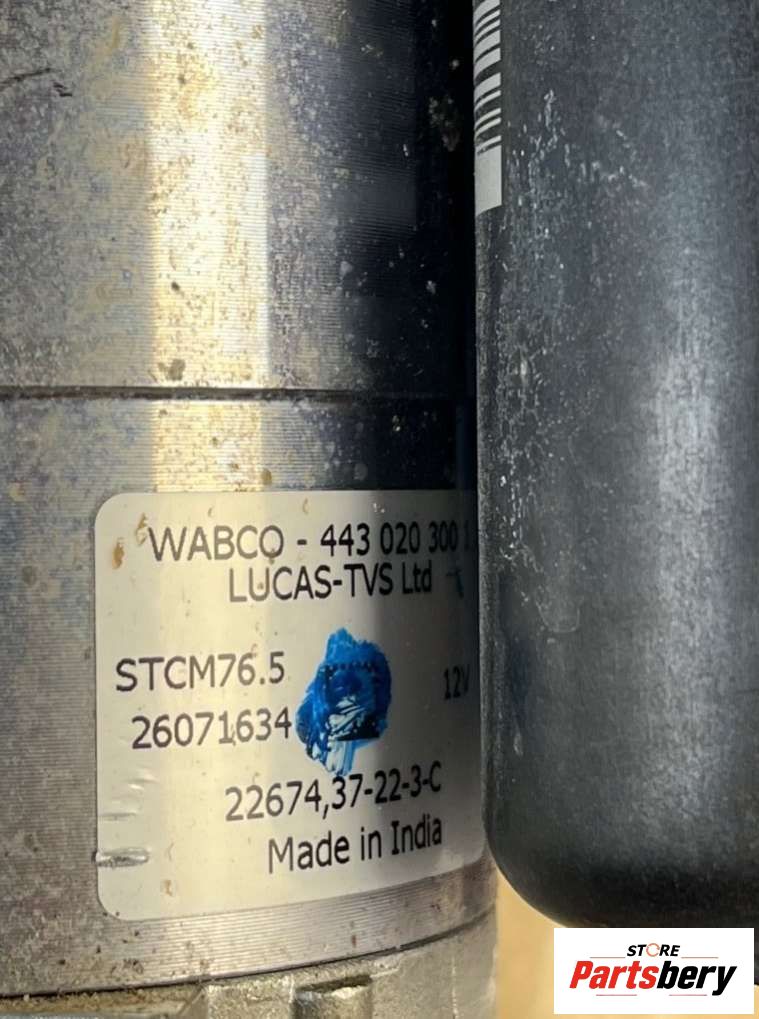 WABCO - 443 020 300 1
LUCAS-TVS Ltd
STCM76.5
12V
26071634
22674,37-22-3-C
Made in India
STORE
Partsbery